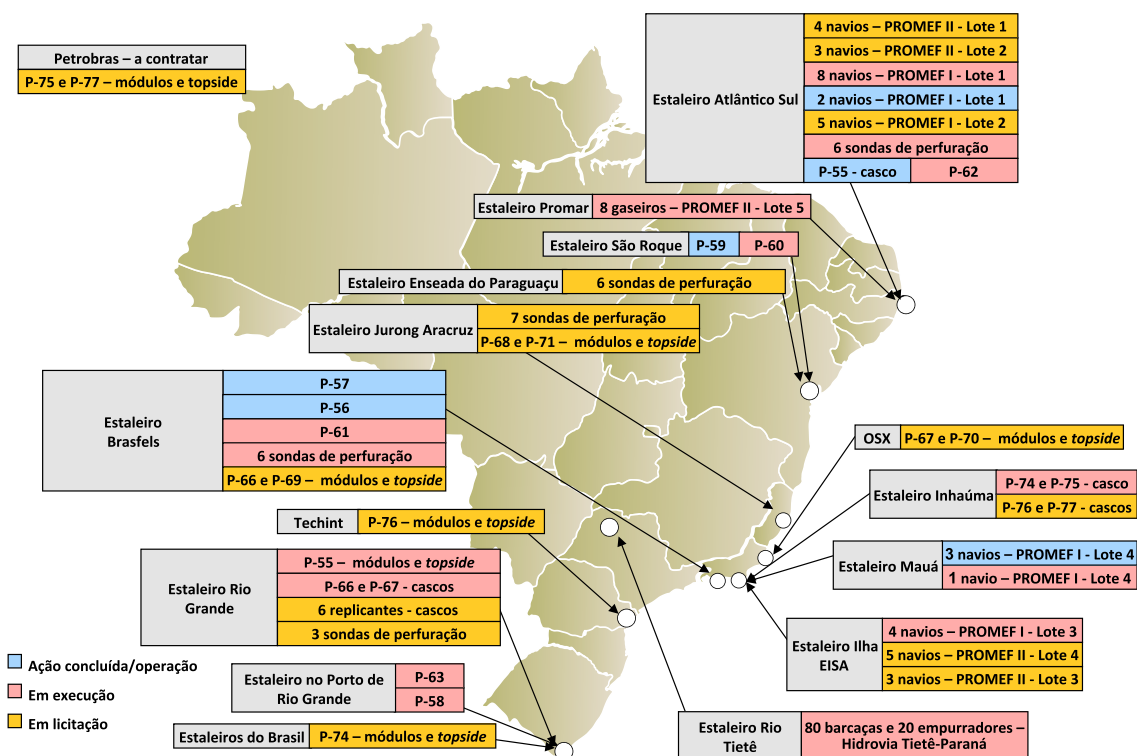 Petrobras – a contratar
P-75 e P-77 – módulos e topside
Estaleiro Atlântico Sul
4 navios – PROMEF II - Lote 1
3 navios – PROMEF II - Lote 2
8 navios – PROMEF I - Lote 1
2 navios – PROMEF I - Lote 1
5 navios – PROMEF I - Lote 2
6 sondas de perfuração
P-55 - casco
P-62
Estaleiro Promar
8 gaseiros – PROMEF II - Lote 5
Estaleiro São Roque
P-59
P-60
Estaleiro Enseada do Paraguaçu
6 sondas de perfuração
Estaleiro Jurong Aracruz
7 sondas de perfuração
P-68 e P-71 – módulos e topside
Estaleiro
Brasfels
P-57
P-56
P-61
6 sondas de perfuração
P-66 e P-69 – módulos e topside
OSX
P-67 e P-70 – módulos e topside
Estaleiro Inhaúma
P-74 e P-75 - casco
P-76 e P-77 - cascos
Techint
P-76 – módulos e topside
Estaleiro Mauá
3 navios – PROMEF I - Lote 4
1 navio – PROMEF I - Lote 4
Estaleiro Rio
Grande
P-55 – módulos e topside
P-66 e P-67 - cascos
6 replicantes - cascos
3 sondas de perfuração
Estaleiro Ilha
EISA
4 navios – PROMEF I - Lote 3
5 navios – PROMEF II - Lote 4
3 navios – PROMEF II - Lote 3
Ação concluída/operação
Em execução
Em licitação
Estaleiro no Porto de
Rio Grande
P-63
P-58
Estaleiros do Brasil
P-74 – módulos e topside
Estaleiro Rio
Tietê
80 barcaças e 20 empurradores –
Hidrovia Tietê-Paraná